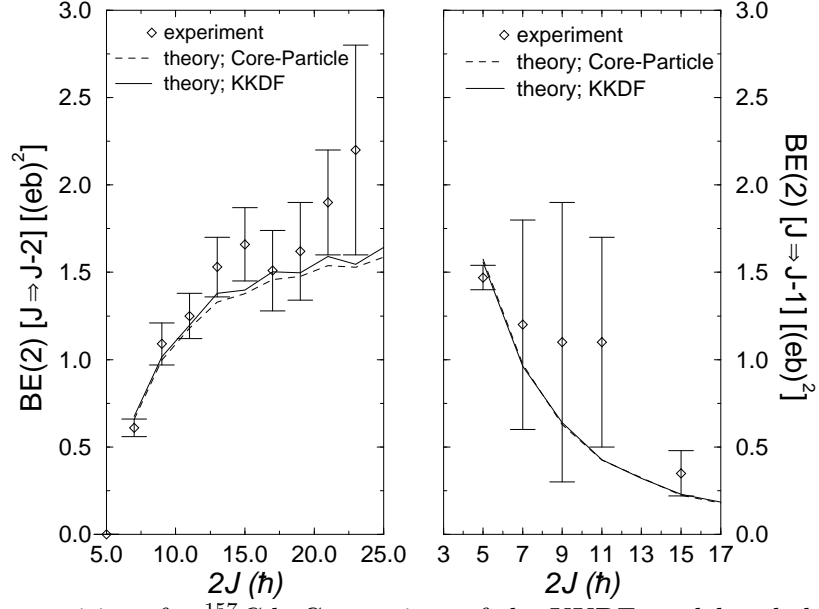 3.0
2.5
2.0
1.5
1.0
0.5
0.0
BE(2) [J⇒J-2] [(eb)²]
experiment
theory; Core-Particle
theory; KKDF
5.0 10.0 15.0 20.0 25.0
2J (ħ)
experiment
theory; Core-Particle
theory; KKDF
3 5 7 9 11 13 15 17
2J (ħ)
3.0
2.5
2.0
1.5
1.0
0.5
0.0
BE(2) [J⇒J-1] [(eb)²]
157